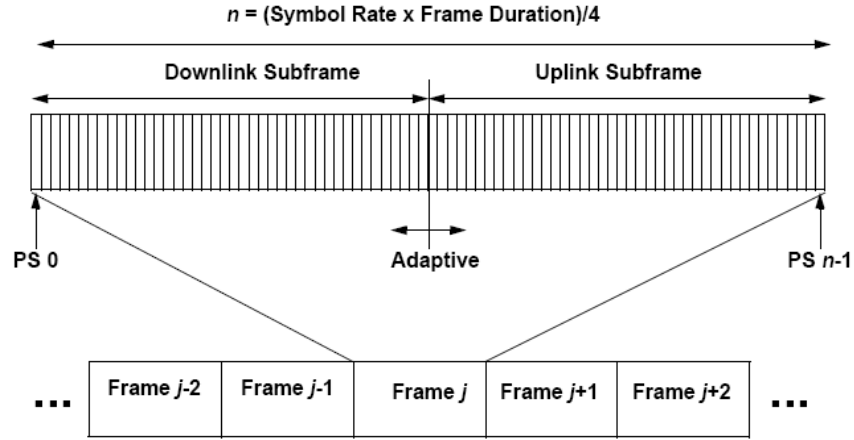 n = (Symbol Rate x Frame Duration)/4
Downlink Subframe Uplink Subframe
PS 0 Adaptive PS n-1
... Frame j-2 Frame j-1 Frame j Frame j+1 Frame j+2 ...